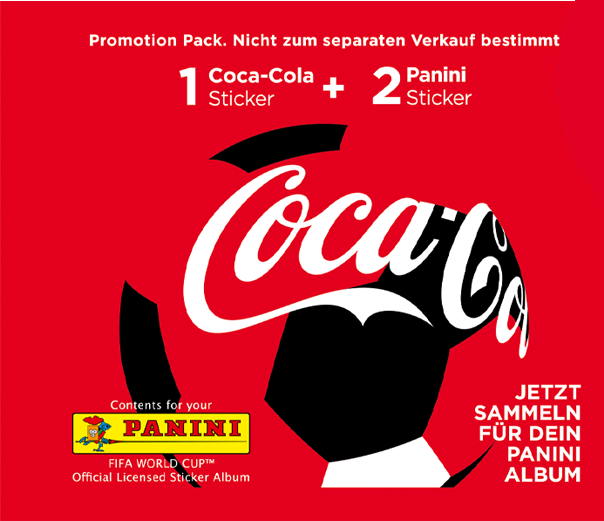 Promotion Pack. Nicht zum separaten Verkauf bestimmt
1 Coca-Cola Sticker + 2 Panini Sticker
Coca-Cola
Contents for your
PANINI
FIFA WORLD CUP™
Official Licensed Sticker Album
JETZT
SAMMELN
FÜR DEIN
PANINI
ALBUM